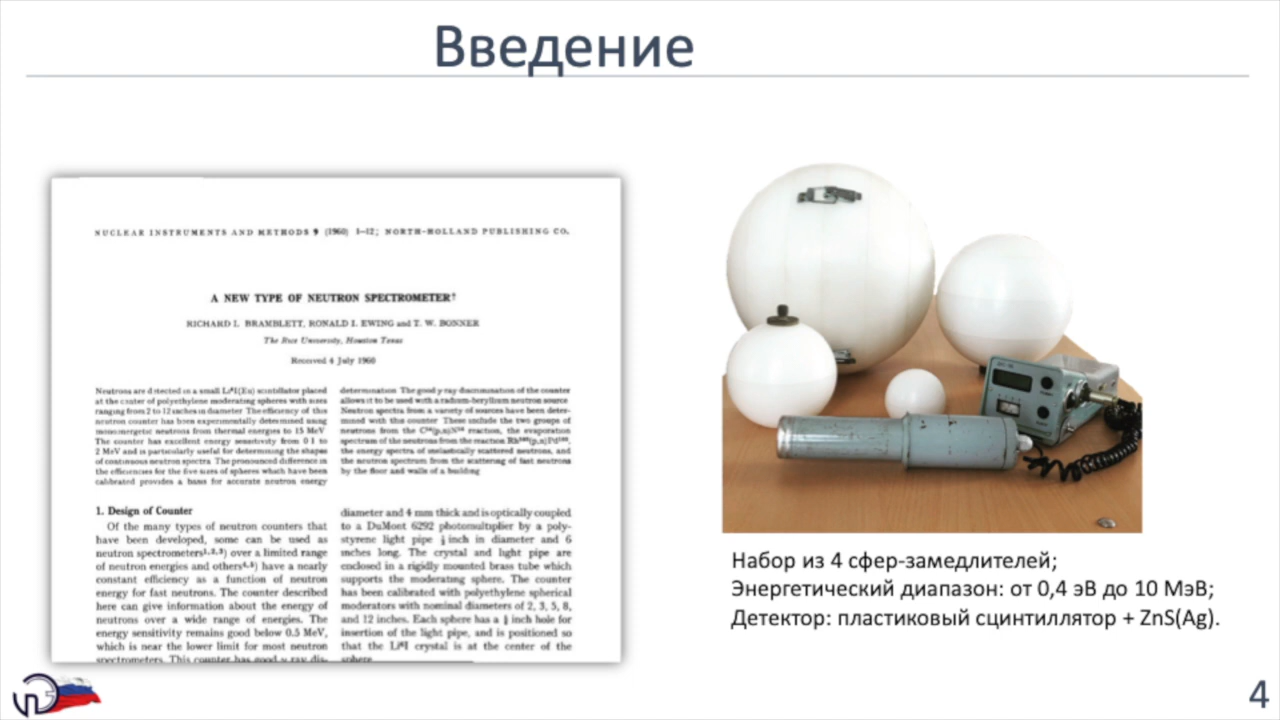 Введение
NUCLEAR INSTRUMENTS AND METHODS 9 (1960) 1–12; NORTH-HOLLAND PUBLISHING CO.
A NEW TYPE OF NEUTRON SPECTROMETER†
RICHARD L. BRAMBLETT, RONALD I. EWING and T. W. BONNER
The Rice University, Houston Texas
Received 4 July 1960
Neutrons are detected in a small Li⁶I(Eu) scintillator placed
at the center of polyethylene moderating spheres with sizes
ranging from 2 to 12 inches in diameter The efficiency of this
neutron counter has been experimentally determined using
monoenergetic neutrons from thermal energies to 15 MeV
The counter has excellent energy sensitivity from 0 1 to
2 MeV and is particularly useful for determining the shapes
of continuous neutron spectra The pronounced difference in
the efficiencies for the five sizes of spheres which have been
calibrated provides a basis for accurate neutron energy
determination The good γ-ray discrimination of the counter
allows it to be used with a radium-beryllium neutron source
Neutron spectra from a variety of sources have been deter-
mined with this counter These include the two groups of
neutrons from the C¹⁴(p,n)N¹⁴ reaction, the evaporation
spectrum of the neutrons from the reaction Rh¹⁰³(p,n)Pd¹⁰³,
the energy spectra of inelastically scattered neutrons, and
the neutron spectrum from the scattering of fast neutrons
by the floor and walls of a building
1. Design of Counter
Of the many types of neutron counters that
have been developed, some can be used as
neutron spectrometers¹,²,³) over a limited range
of neutron energies and others⁴,⁵) have a nearly
constant efficiency as a function of neutron
energy for fast neutrons. The counter described
here can give information about the energy of
neutrons over a wide range of energies. The
energy sensitivity remains good below 0.5 MeV,
which is near the lower limit for most neutron
spectrometers. This counter has good γ ray dis-
diameter and 4 mm thick and is optically coupled
to a DuMont 6292 photomultiplier by a poly-
styrene light pipe ½ inch in diameter and 6
inches long. The crystal and light pipe are
enclosed in a rigidly mounted brass tube which
supports the moderating sphere. The counter
has been calibrated with polyethylene spherical
moderators with nominal diameters of 2, 3, 5, 8,
and 12 inches. Each sphere has a ½ inch hole for
insertion of the light pipe, and is positioned so
that the Li⁶I crystal is at the center of the
sphere
Набор из 4 сфер-замедлителей;
Энергетический диапазон: от 0,4 эВ до 10 МэВ;
Детектор: пластиковый сцинтиллятор + ZnS(Ag).
4